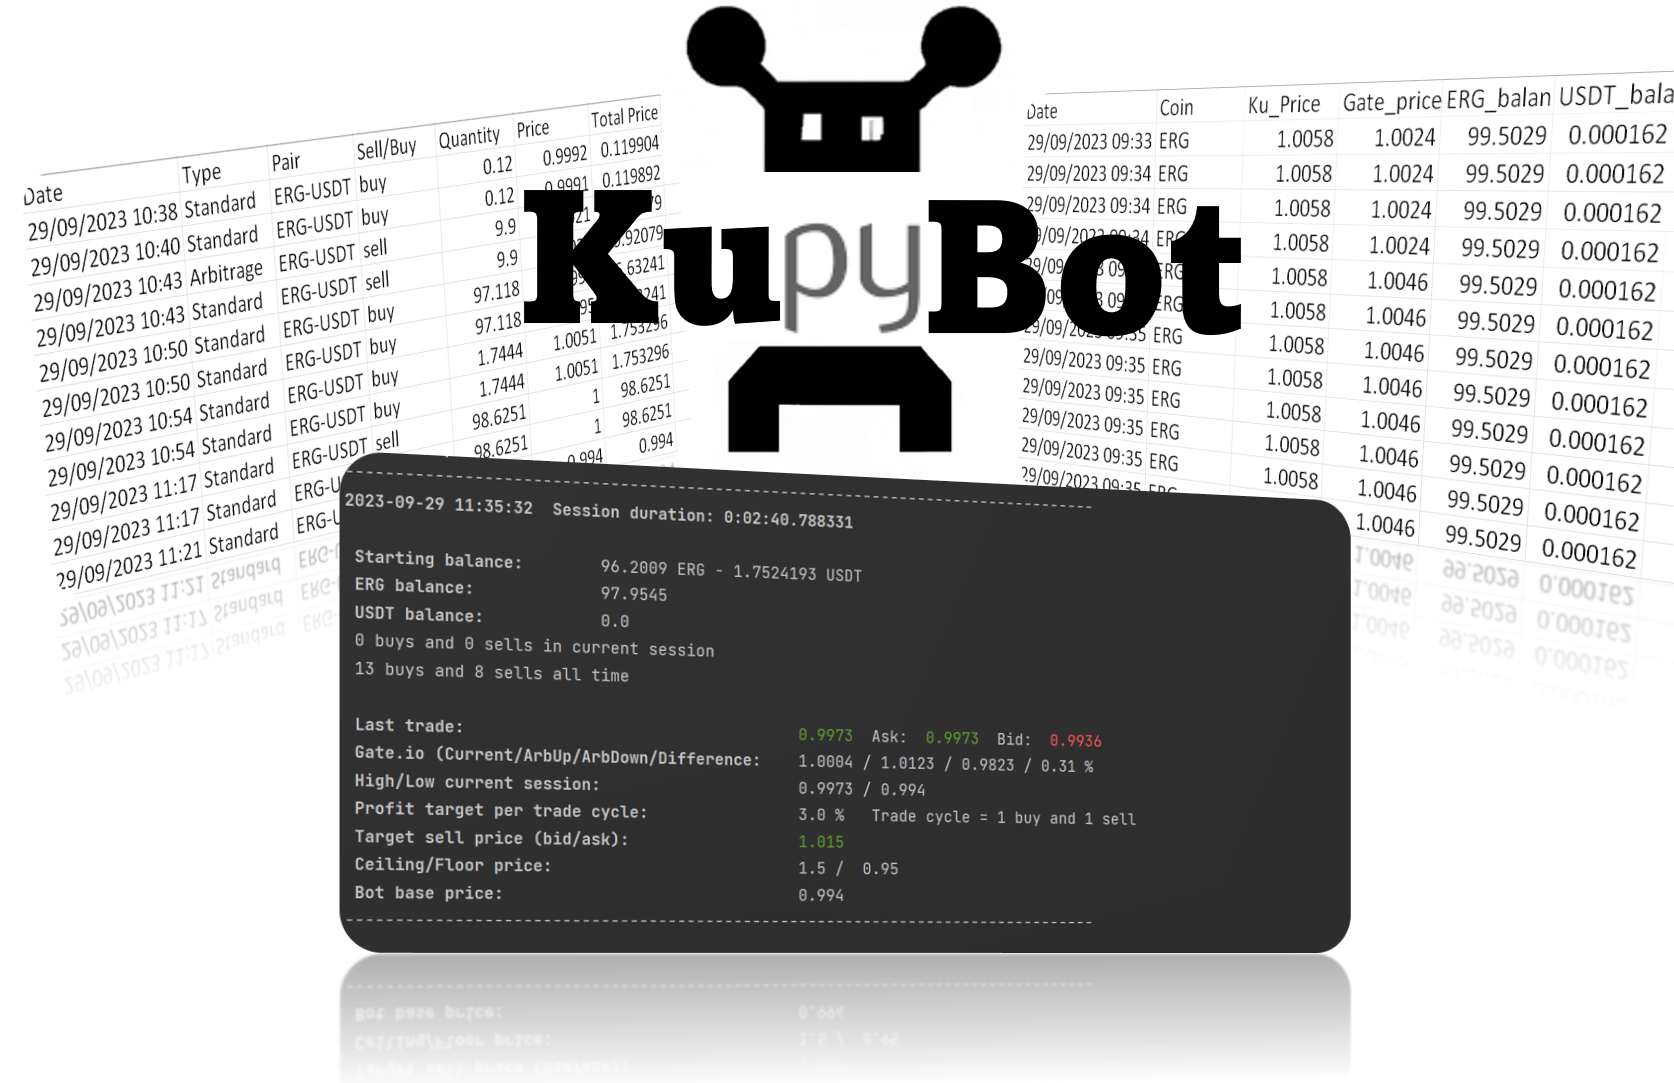 Date Type Pair Sell/Buy Quantity Price Total Price
29/09/2023 10:38 Standard ERG-USDT buy 0.12 0.9992 0.119904
29/09/2023 10:40 Standard ERG-USDT buy 0.12 0.9991 0.119892
29/09/2023 10:43 Arbitrage ERG-USDT sell 9.9
29/09/2023 10:43 Standard ERG-USDT sell 9.9
29/09/2023 10:50 Standard ERG-USDT buy 97.118
29/09/2023 10:50 Standard ERG-USDT buy 97.118
29/09/2023 10:54 Standard ERG-USDT buy 1.7444 1.0051 1.753296
29/09/2023 10:54 Standard ERG-USDT buy 1.7444 1.0051 1.753296
29/09/2023 11:17 Standard ERG-USDT sell 98.6251 1 98.6251
29/09/2023 11:17 Standard 98.6251 1 98.6251
29/09/2023 11:21 Standard 0.994 0.994
KupyBot
Date Coin Ku_Price Gate_price ERG_balan USDT_bala
29/09/2023 09:33 ERG 1.0058 1.0024 99.5029 0.000162
29/09/2023 09:34 ERG 1.0058 1.0024 99.5029 0.000162
29/09/2023 09:34 ERG 1.0058 1.0024 99.5029 0.000162
1.0058 1.0024 99.5029 0.000162
1.0058 1.0046 99.5029 0.000162
1.0058 1.0046 99.5029 0.000162
29/09/2023 09:35 ERG 1.0058 1.0046 99.5029 0.000162
29/09/2023 09:35 ERG 1.0058 1.0046 99.5029 0.000162
29/09/2023 09:35 ERG 1.0058 1.0046 99.5029 0.000162
29/09/2023 09:35 ERG 1.0058 1.0046 99.5029 0.000162
29/09/2023 09:35 ERG 1.0058 1.0046 99.5029 0.000162
29/09/2023 09:35 ERG 1.0046 99.5029 0.000162
2023-09-29 11:35:32 Session duration: 0:02:40.788331
Starting balance: 96.2009 ERG - 1.7524193 USDT
ERG balance: 97.9545
USDT balance: 0.0
0 buys and 0 sells in current session
13 buys and 8 sells all time
Last trade: 0.9973 Ask: 0.9973 Bid: 0.9936
Gate.io (Current/ArbUp/ArbDown/Difference: 1.0004 / 1.0123 / 0.9823 / 0.31 %
High/Low current session: 0.9973 / 0.994
Profit target per trade cycle: 3.0 % Trade cycle = 1 buy and 1 sell
Target sell price (bid/ask): 1.015
Ceiling/Floor price: 1.5 / 0.95
Bot base price: 0.994